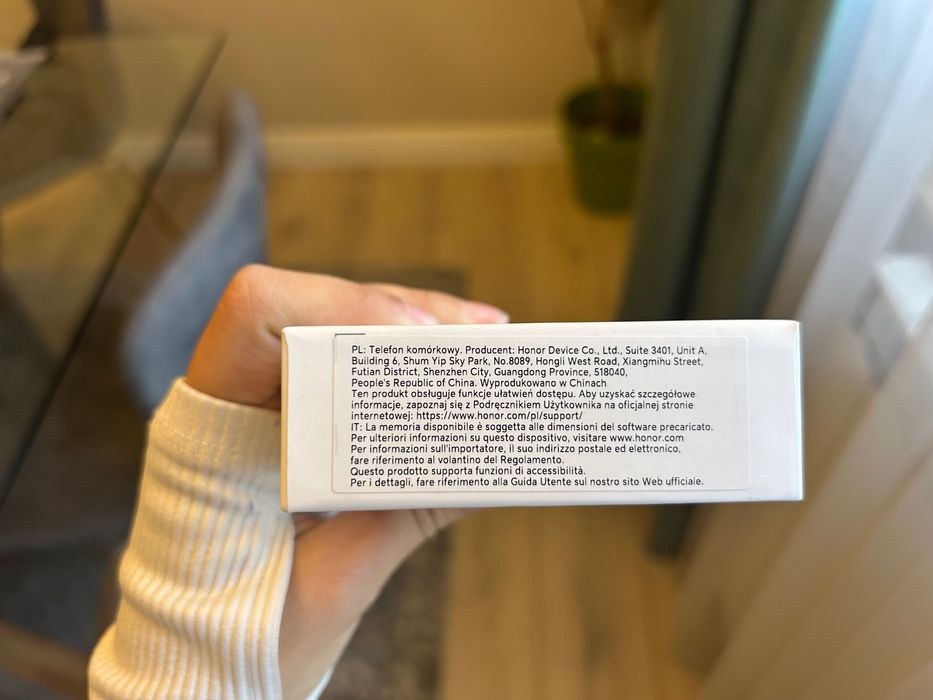 PL: Telefon komórkowy. Producent: Honor Device Co., Ltd., Suite 3401, Unit A,
Building 6, Shum Yip Sky Park, No.8089, Hongli West Road, Xiangmihu Street,
Futian District, Shenzhen City, Guangdong Province, 518040,
People's Republic of China. Wyprodukowano w Chinach
Ten produkt obsługuje funkcje ułatwień dostępu. Aby uzyskać szczegółowe
informacje, zapoznaj się z Podręcznikiem Użytkownika na oficjalnej stronie
internetowej: https://www.honor.com/pl/support/
IT: La memoria disponibile è soggetta alle dimensioni del software precaricato.
Per ulteriori informazioni su questo dispositivo, visitare www.honor.com
Per informazioni sull'importatore, il suo indirizzo postale ed elettronico,
fare riferimento al volantino del Regolamento.
Questo prodotto supporta funzioni di accessibilità.
Per i dettagli, fare riferimento alla Guida Utente sul nostro sito Web ufficiale.